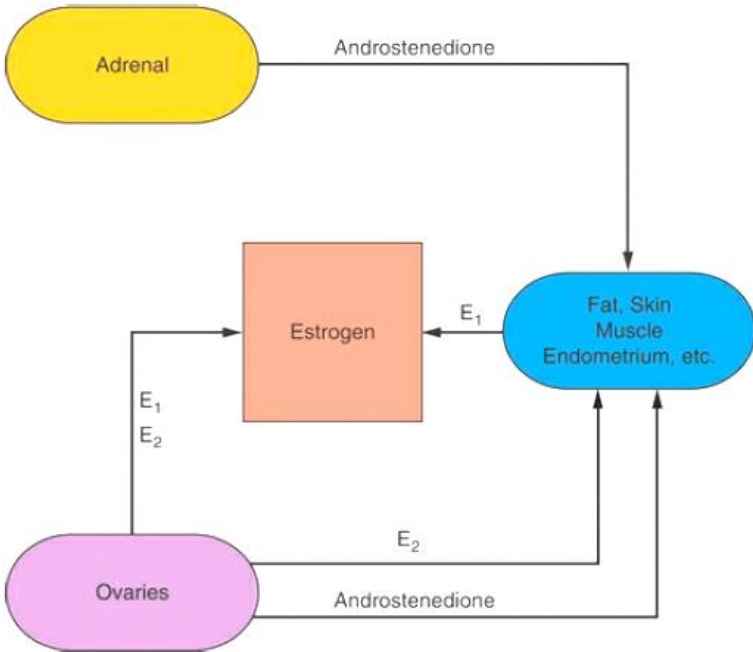 Androstenedione
Adrenal
Estrogen
E₁
Fat, Skin
Muscle
Endometrium, etc.
E₁
E₂
E₂
Ovaries
Androstenedione